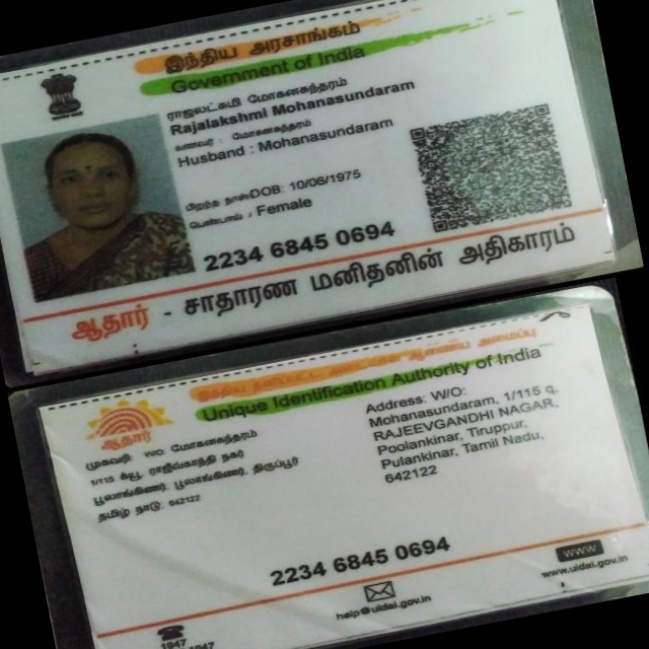 இந்திய அரசாங்கம்
Government of India
ராஜலட்சுமி மோகனசுந்தரம்
Rajalakshmi Mohanasundaram
கணவர் : மோகனசுந்தரம்
Husband : Mohanasundaram
பிறந்த நாள்/DOB: 10/06/1975
பெண்பால் / Female
2234 6845 0694
ஆதார் - சாதாரண மனிதனின் அதிகாரம்
Unique Identification Authority of India
ஆதார்
முகவரி: W/O மோகனசுந்தரம்
1/115 கியூ, ராஜிவ்காந்தி நகர்
பூலாங்கிணர், பூலாங்கிணர், திருப்பூர்
தமிழ் நாடு, 642122
Address: W/O:
Mohanasundaram, 1/115 q,
RAJEEVGANDHI NAGAR,
Poolankinar, Tiruppur,
Pulankinar, Tamil Nadu,
642122
2234 6845 0694
1947
help@uidai.gov.in
www
www.uidai.gov.in